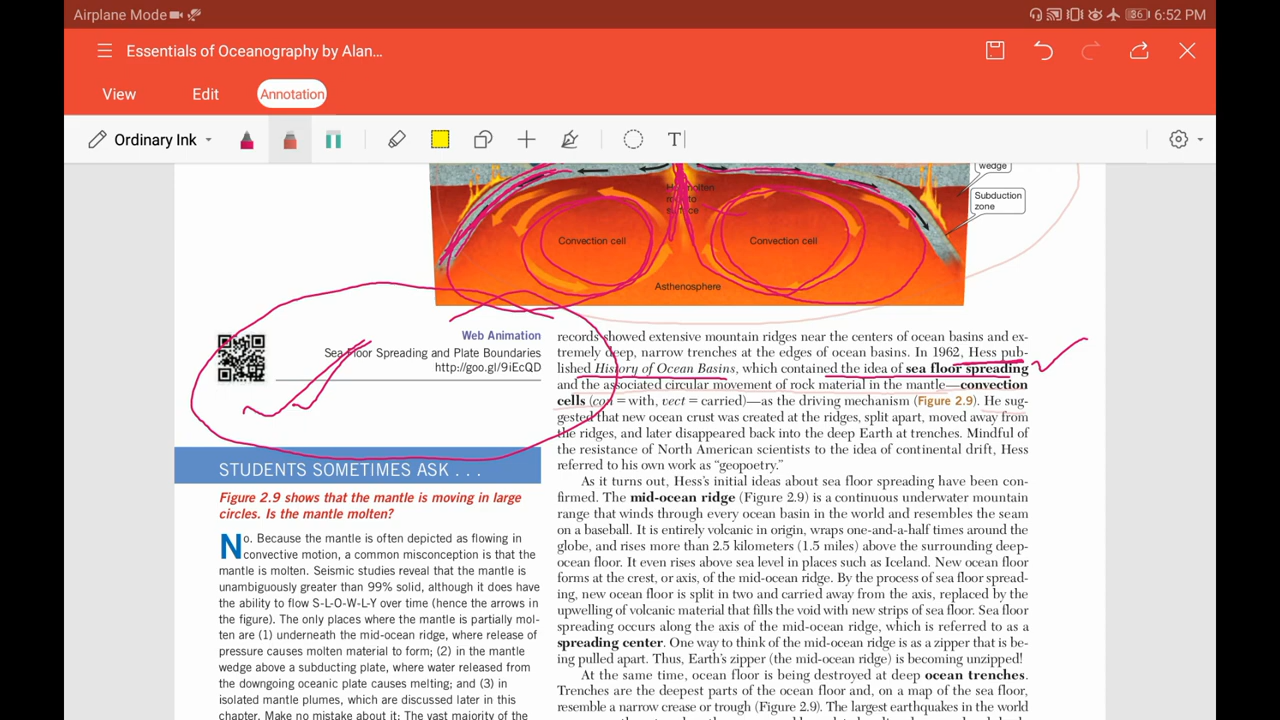 Airplane Mode
36 6:52 PM
Essentials of Oceanography by Alan...
View Edit Annotation
Ordinary Ink
T
wedge
Subduction
zone
Hot molten
rock to
surface
Convection cell
Convection cell
Asthenosphere
Web Animation
Sea Floor Spreading and Plate Boundaries
http://goo.gl/9iEcQD
STUDENTS SOMETIMES ASK . . .
Figure 2.9 shows that the mantle is moving in large
circles. Is the mantle molten?
No. Because the mantle is often depicted as flowing in
convective motion, a common misconception is that the
mantle is molten. Seismic studies reveal that the mantle is
unambiguously greater than 99% solid, although it does have
the ability to flow S-L-O-W-L-Y over time (hence the arrows in
the figure). The only places where the mantle is partially mol-
ten are (1) underneath the mid-ocean ridge, where release of
pressure causes molten material to form; (2) in the mantle
wedge above a subducting plate, where water released from
the downgoing oceanic plate causes melting; and (3) in
isolated mantle plumes, which are discussed later in this
chapter. Make no mistake about it: The vast majority of the
records showed extensive mountain ridges near the centers of ocean basins and ex-
tremely deep, narrow trenches at the edges of ocean basins. In 1962, Hess pub-
lished History of Ocean Basins, which contained the idea of sea floor spreading
and the associated circular movement of rock material in the mantle—convection
cells (con = with, vect = carried)—as the driving mechanism (Figure 2.9). He sug-
gested that new ocean crust was created at the ridges, split apart, moved away from
the ridges, and later disappeared back into the deep Earth at trenches. Mindful of
the resistance of North American scientists to the idea of continental drift, Hess
referred to his own work as “geopoetry.”
As it turns out, Hess’s initial ideas about sea floor spreading have been con-
firmed. The mid-ocean ridge (Figure 2.9) is a continuous underwater mountain
range that winds through every ocean basin in the world and resembles the seam
on a baseball. It is entirely volcanic in origin, wraps one-and-a-half times around the
globe, and rises more than 2.5 kilometers (1.5 miles) above the surrounding deep-
ocean floor. It even rises above sea level in places such as Iceland. New ocean floor
forms at the crest, or axis, of the mid-ocean ridge. By the process of sea floor spread-
ing, new ocean floor is split in two and carried away from the axis, replaced by the
upwelling of volcanic material that fills the void with new strips of sea floor. Sea floor
spreading occurs along the axis of the mid-ocean ridge, which is referred to as a
spreading center. One way to think of the mid-ocean ridge is as a zipper that is be-
ing pulled apart. Thus, Earth’s zipper (the mid-ocean ridge) is becoming unzipped!
At the same time, ocean floor is being destroyed at deep ocean trenches.
Trenches are the deepest parts of the ocean floor and, on a map of the sea floor,
resemble a narrow crease or trough (Figure 2.9). The largest earthquakes in the world